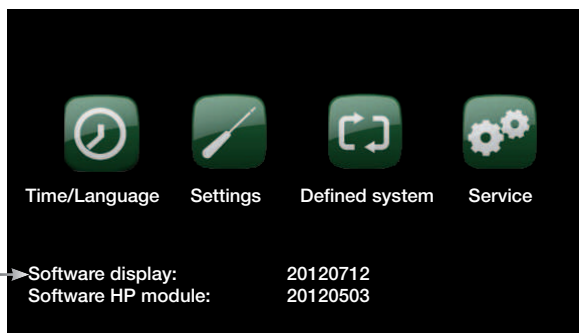 Time/Language Settings Defined system Service
Software display: 20120712
Software HP module: 20120503